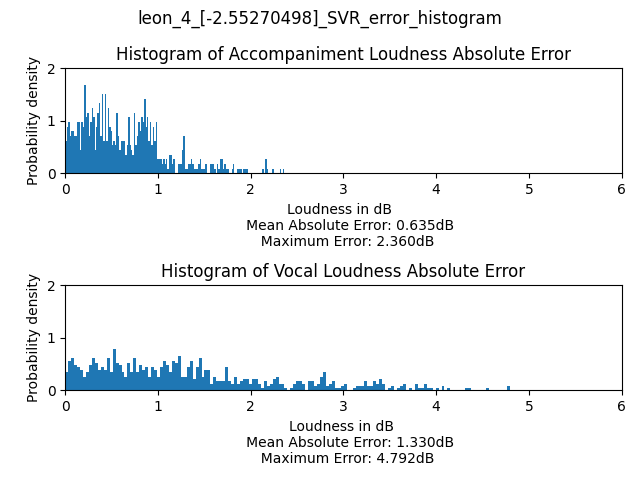 leon_4_[-2.55270498]_SVR_error_histogram
Histogram of Accompaniment Loudness Absolute Error
Probability density
2
1
0
0 1 2 3 4 5 6
Loudness in dB
Mean Absolute Error: 0.635dB
Maximum Error: 2.360dB
Histogram of Vocal Loudness Absolute Error
Probability density
2
1
0
0 1 2 3 4 5 6
Loudness in dB
Mean Absolute Error: 1.330dB
Maximum Error: 4.792dB